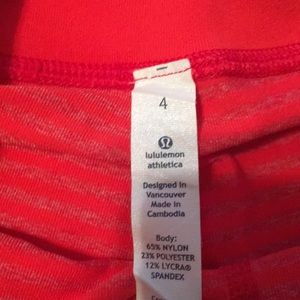 4
lululemon
athletica
Designed in
Vancouver
Made in
Cambodia
Body:
65% NYLON
23% POLYESTER
12% LYCRA®
SPANDEX